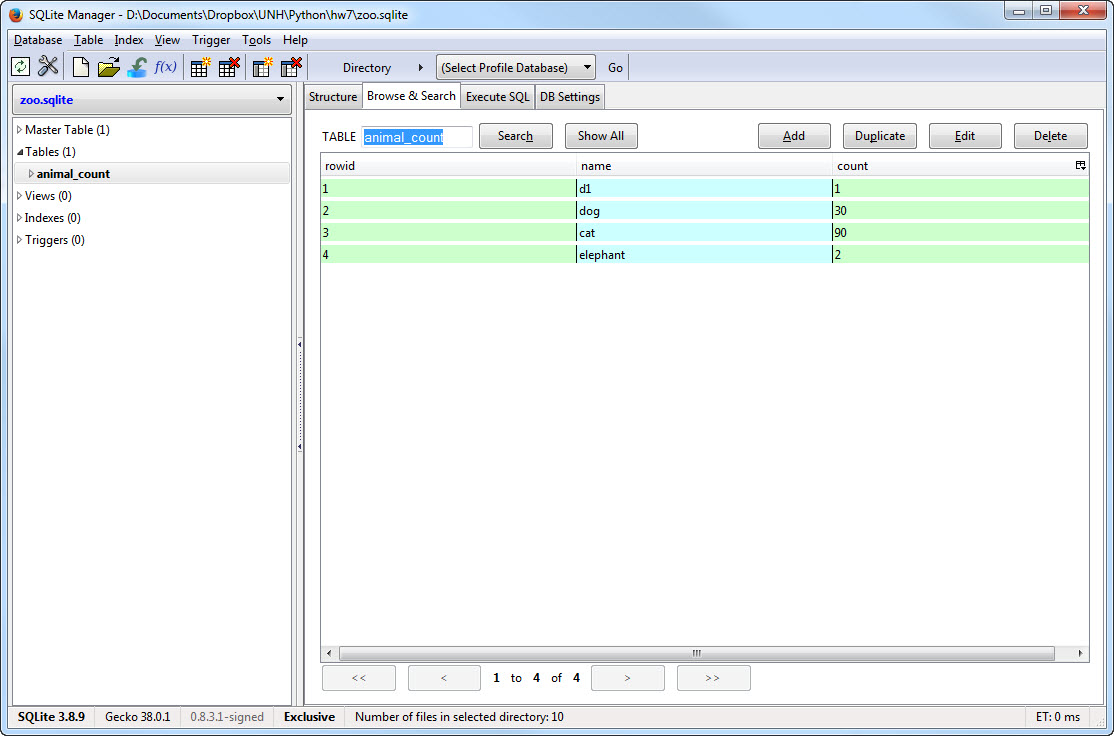 SQLite Manager - D:\Documents\Dropbox\UNH\Python\hw7\zoo.sqlite
Database Table Index View Trigger Tools Help
f(x) Directory (Select Profile Database) Go
zoo.sqlite
Master Table (1)
Tables (1)
animal_count
Views (0)
Indexes (0)
Triggers (0)
Structure Browse & Search Execute SQL DB Settings
TABLE animal_count Search Show All Add Duplicate Edit Delete
rowid name count
1 d1 1
2 dog 30
3 cat 90
4 elephant 2
<< < 1 to 4 of 4 > >>
SQLite 3.8.9 Gecko 38.0.1 0.8.3.1-signed Exclusive Number of files in selected directory: 10 ET: 0 ms